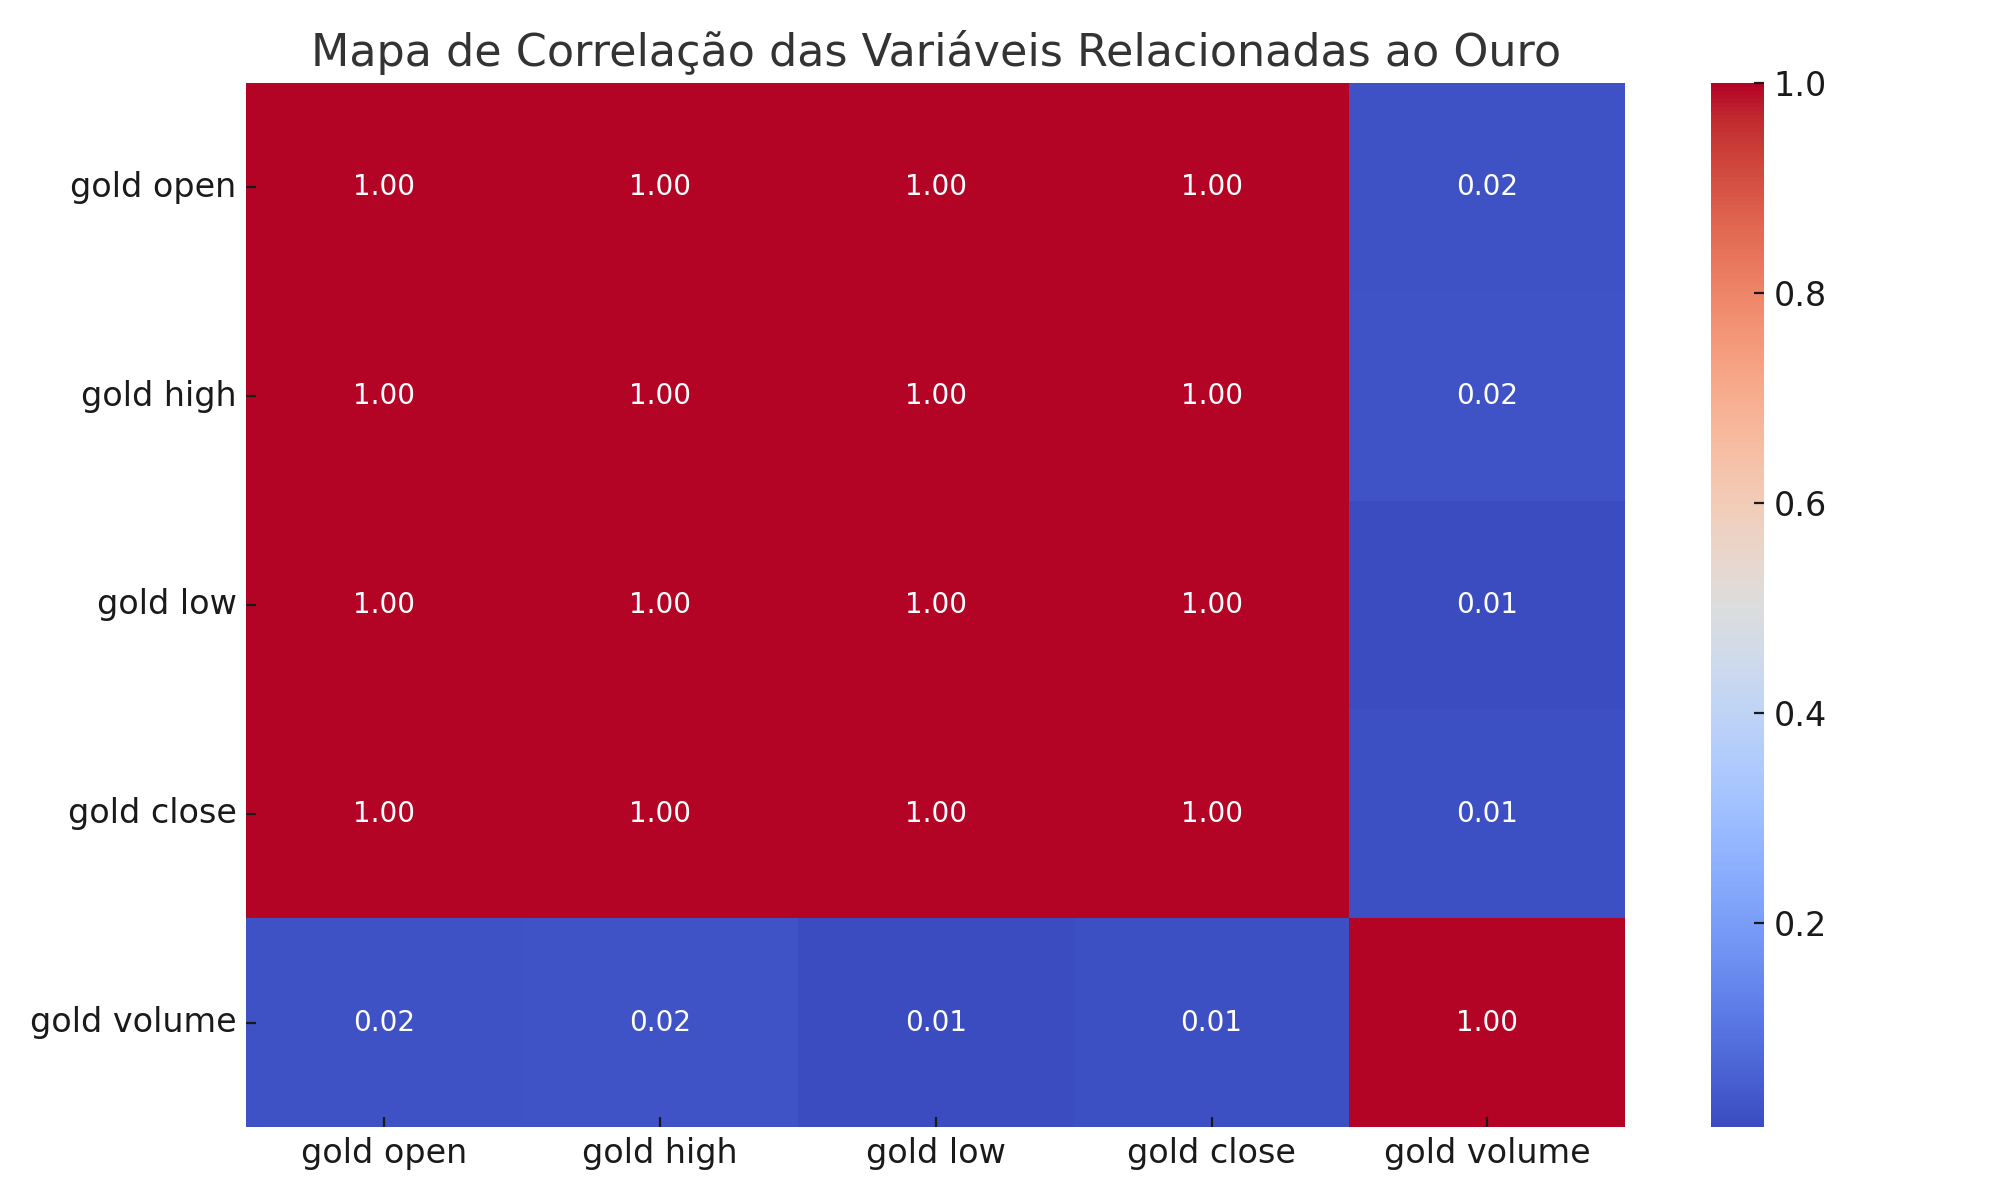 Mapa de Correlação das Variáveis Relacionadas ao Ouro
gold open 1.00 1.00 1.00 1.00 0.02
gold high 1.00 1.00 1.00 1.00 0.02
gold low 1.00 1.00 1.00 1.00 0.01
gold close 1.00 1.00 1.00 1.00 0.01
gold volume 0.02 0.02 0.01 0.01 1.00
gold open gold high gold low gold close gold volume
1.0
0.8
0.6
0.4
0.2